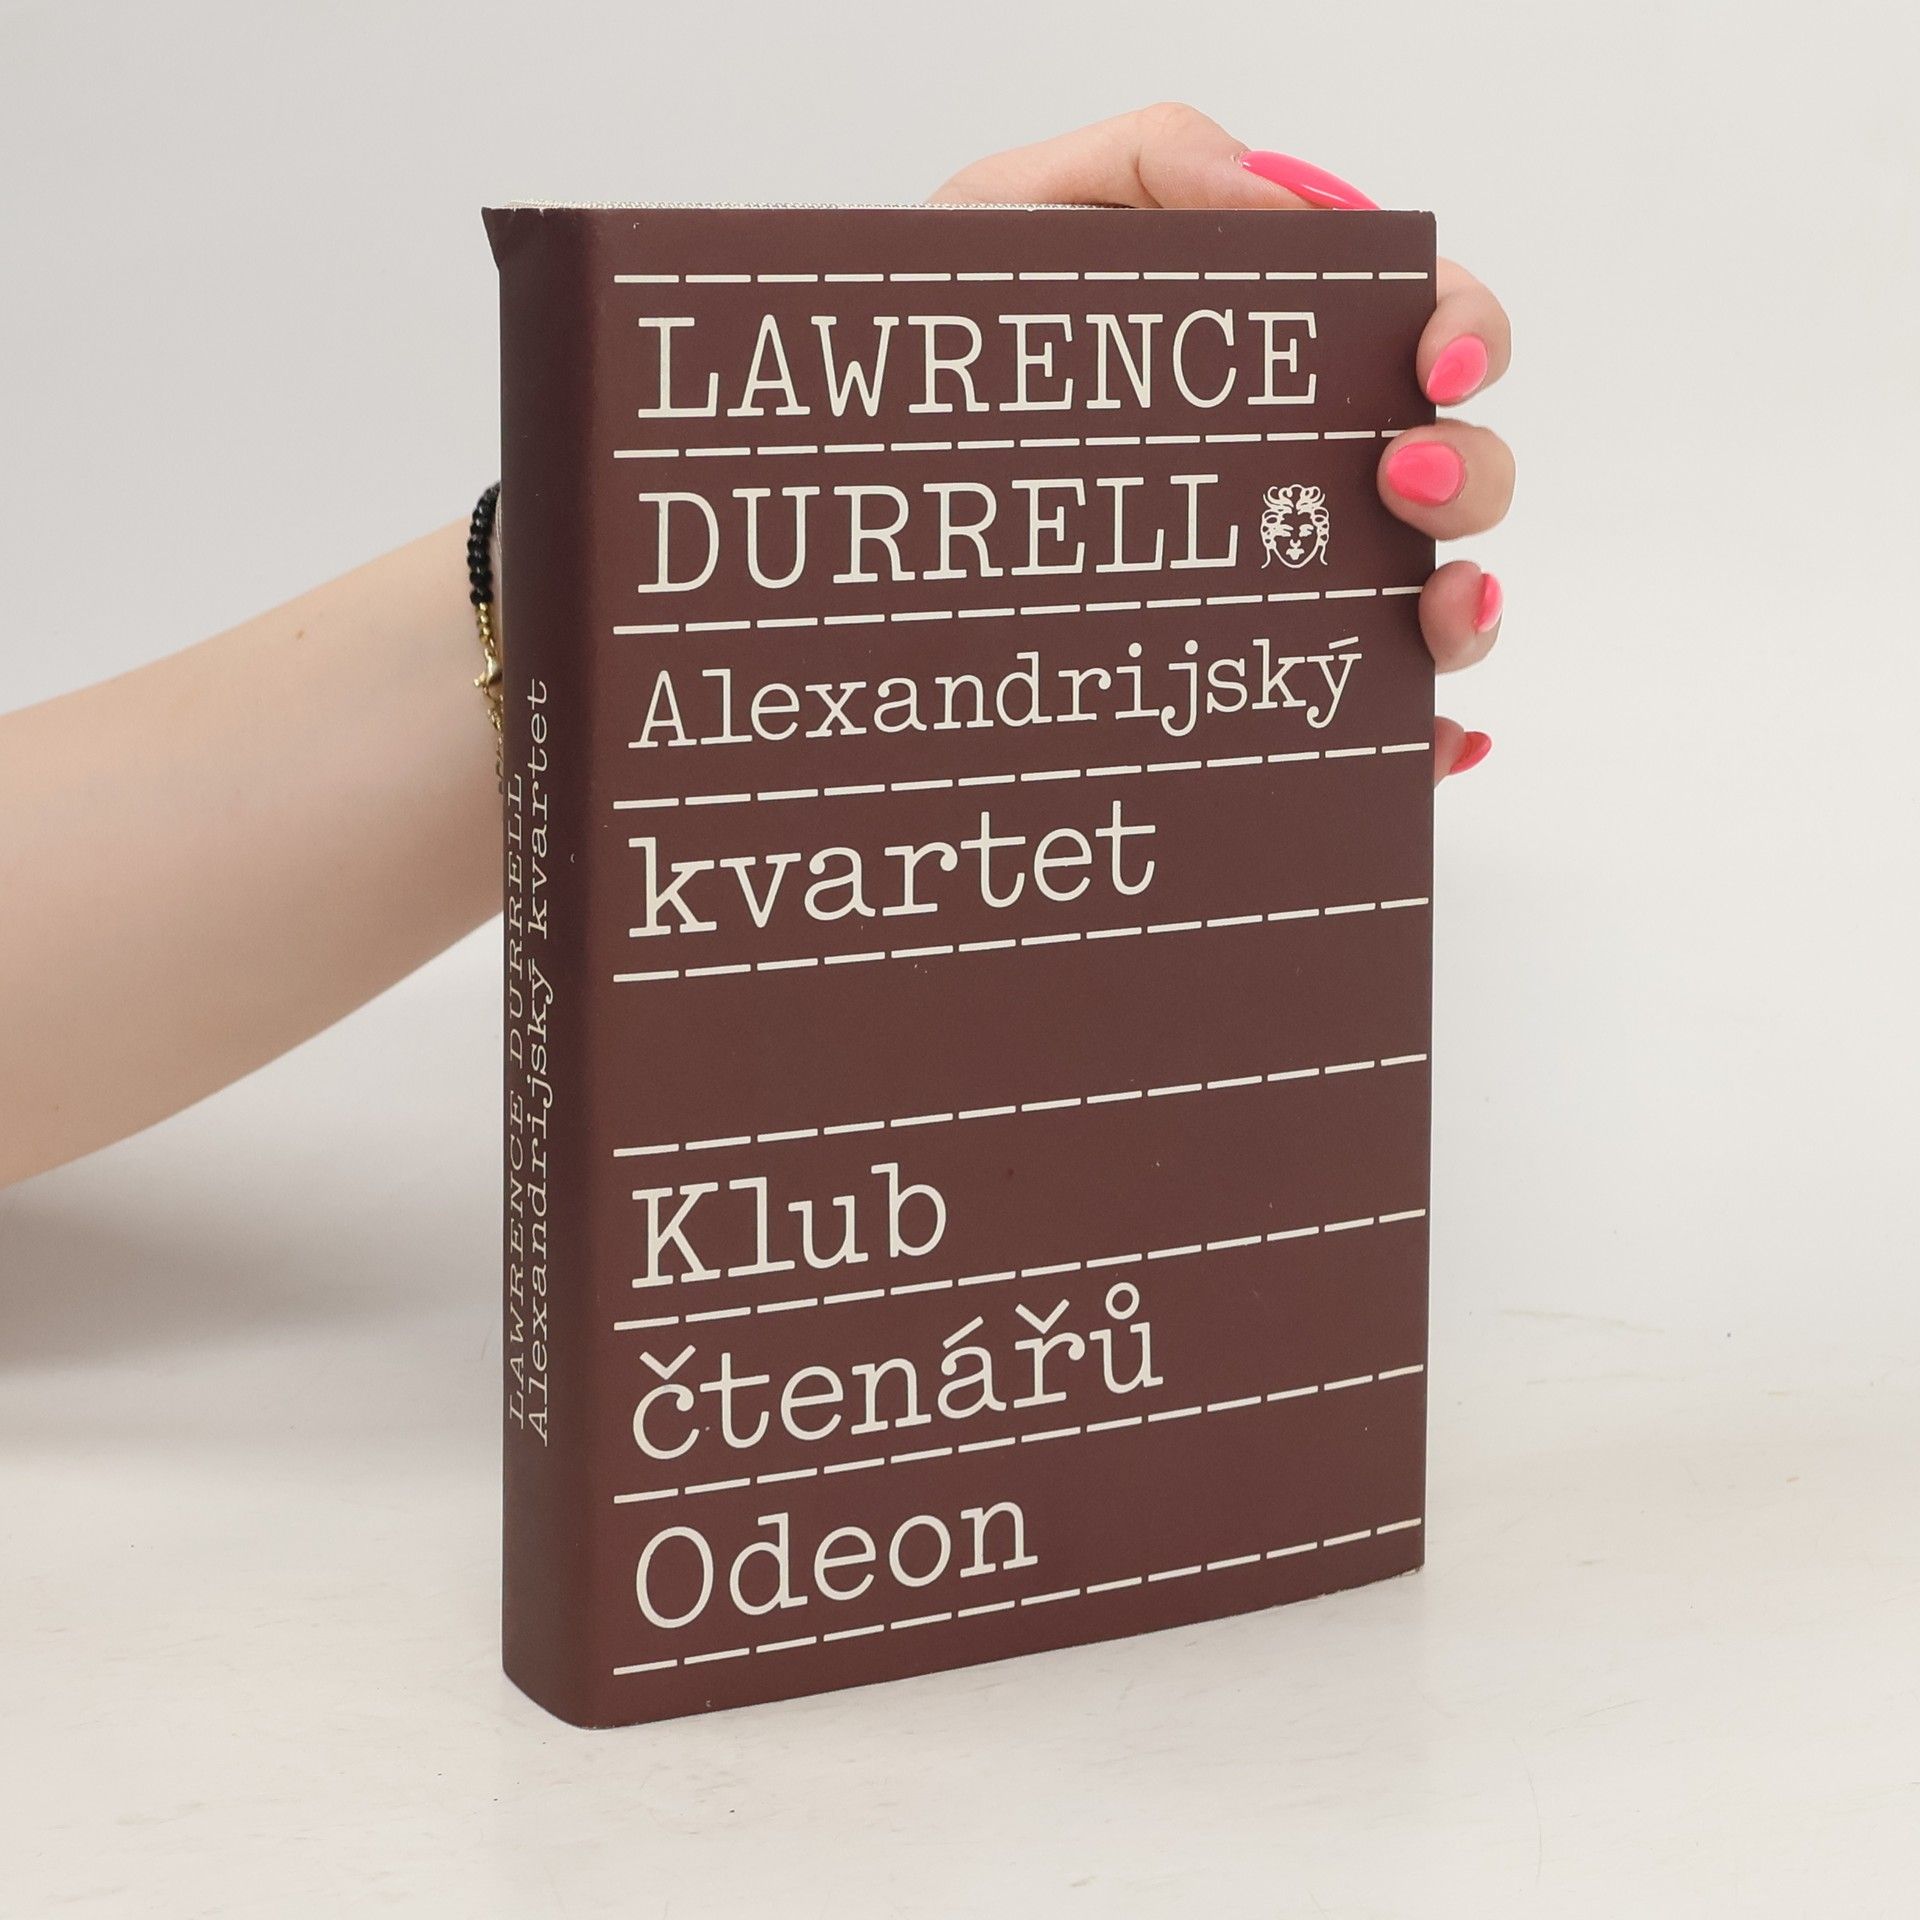 LAWRENCE
DURRELL
Alexandrijský
kvartet
Klub
čtenářů
Odeon
LAWRENCE DURRELL
Alexandrijský kvartet